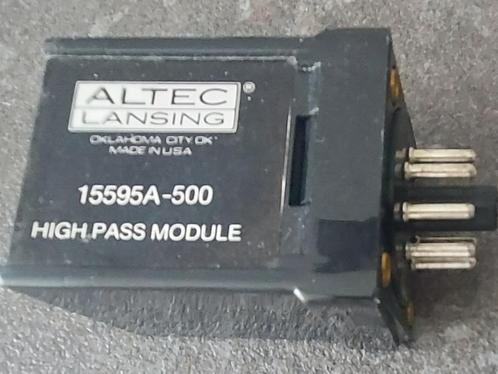 ALTEC®
LANSING
OKLAHOMA CITY OK
MADE IN USA
15595A-500
HIGH PASS MODULE